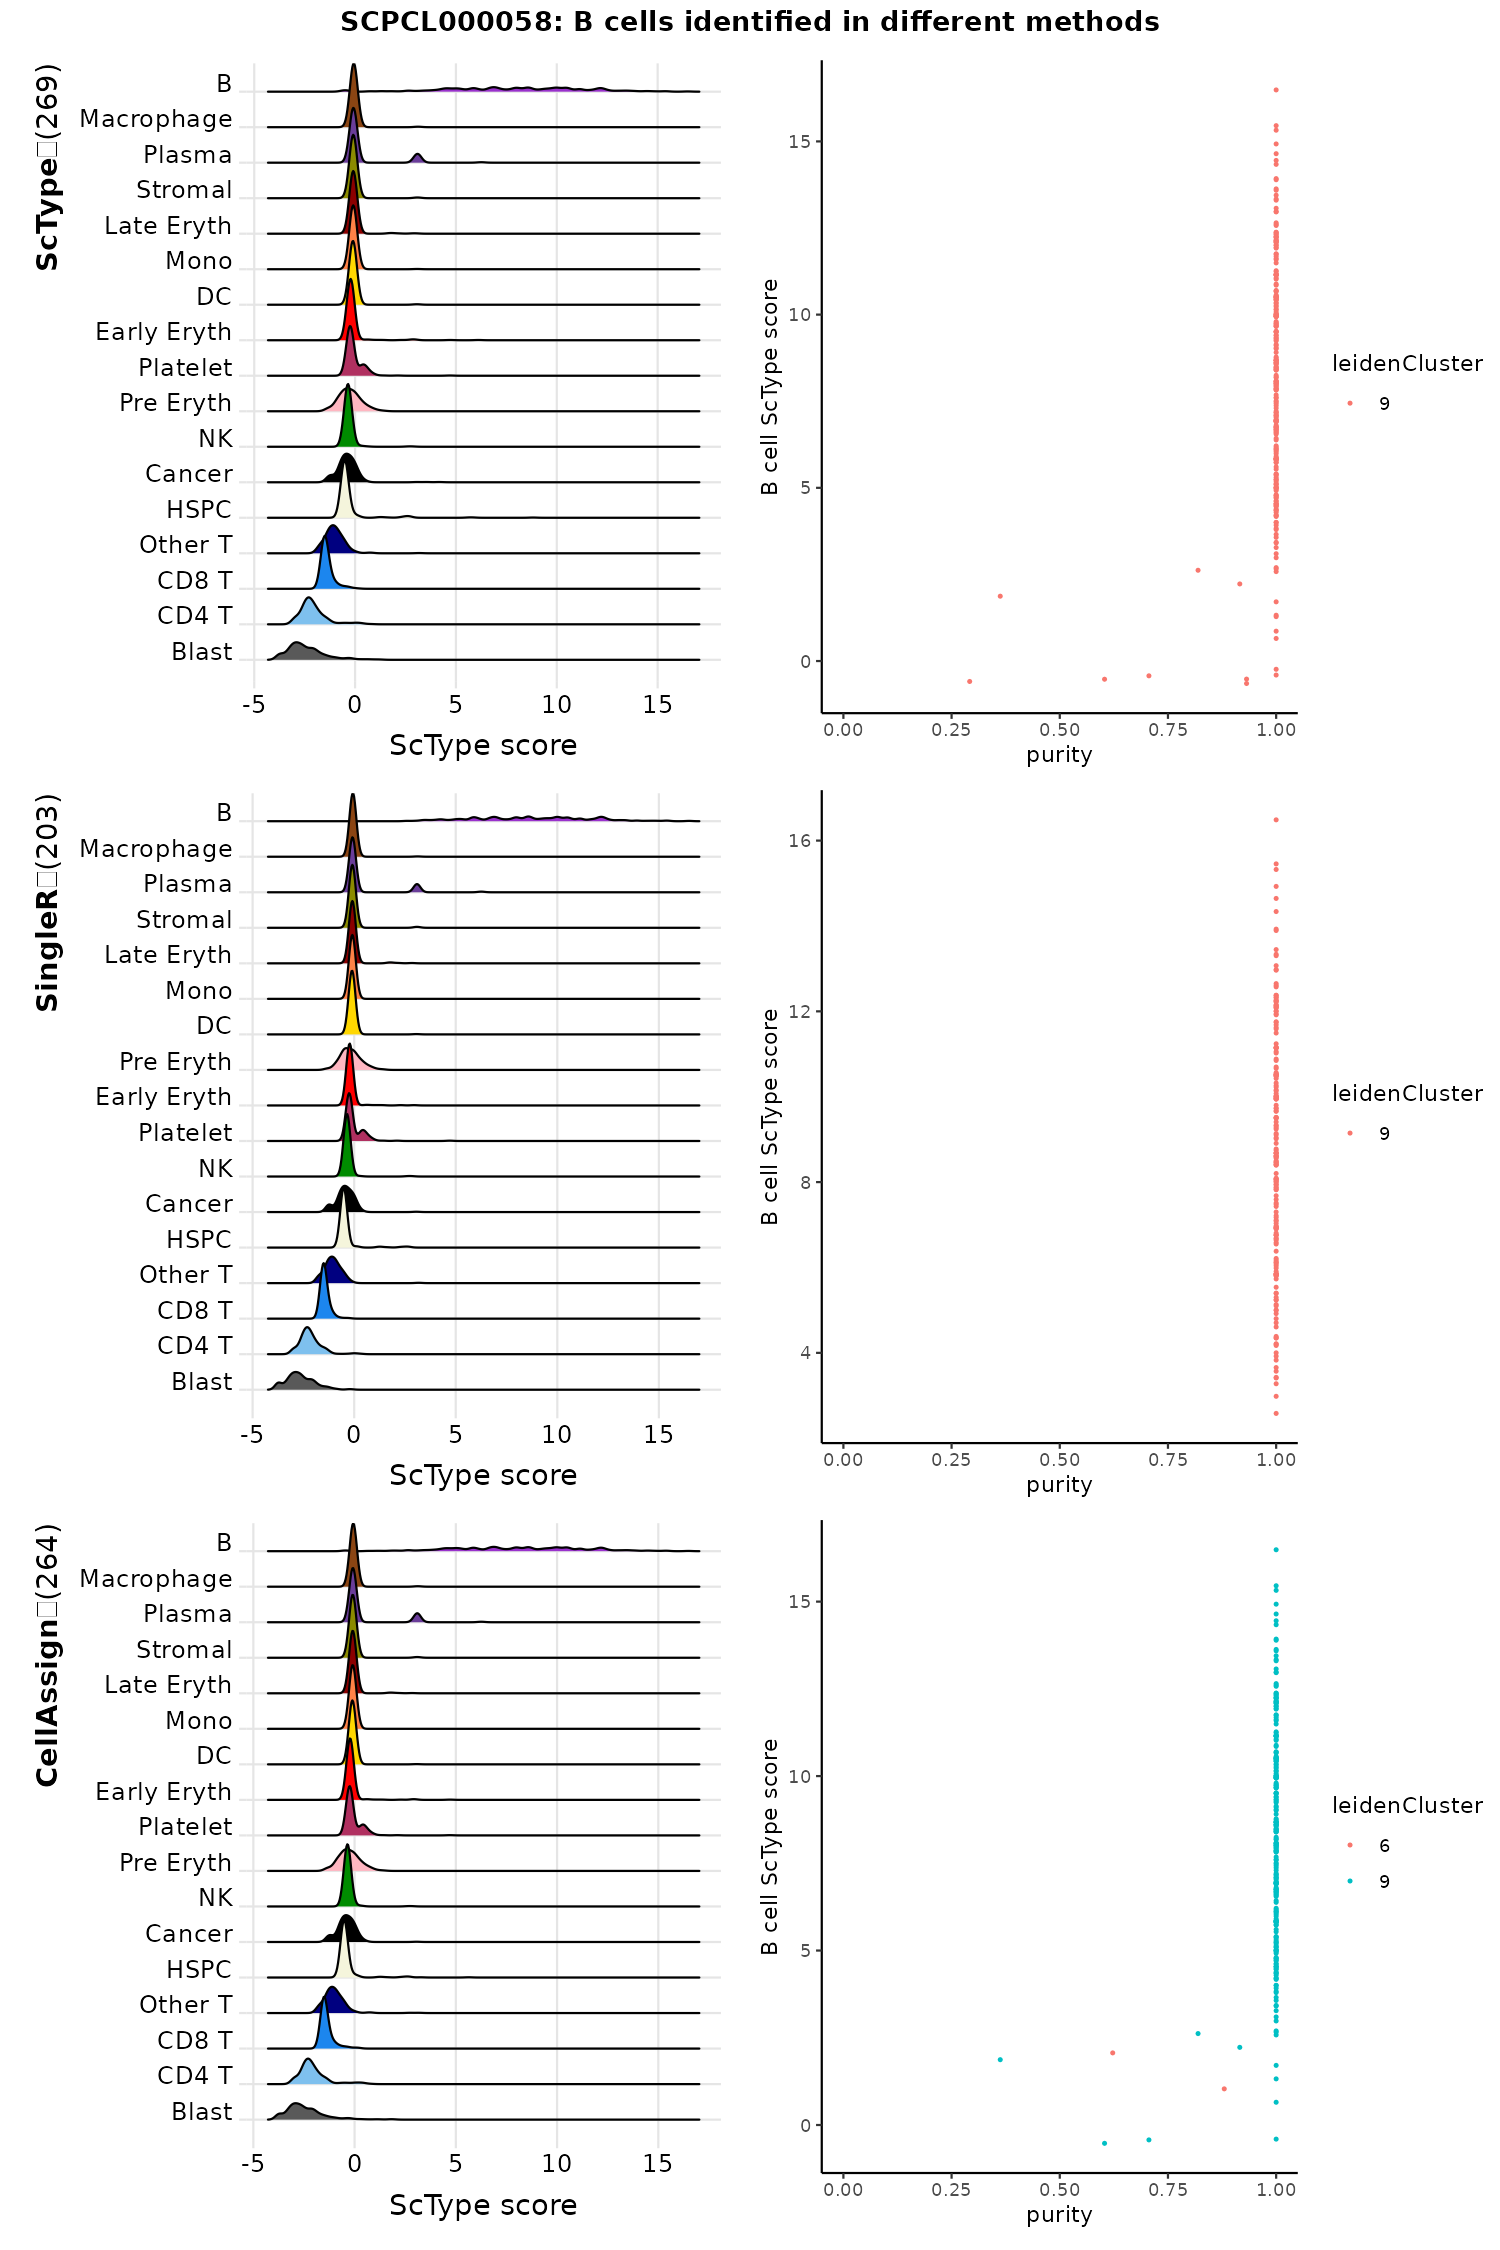 SCPCL000058: B cells identified in different methods
ScType□(269)
B
Macrophage
Plasma
Stromal
Late Eryth
Mono
DC
Early Eryth
Platelet
Pre Eryth
NK
Cancer
HSPC
Other T
CD8 T
CD4 T
Blast
-5 0 5 10 15
ScType score
B cell ScType score
15
10
5
0
0.00 0.25 0.50 0.75 1.00
purity
leidenCluster
9
SingleR□(203)
B
Macrophage
Plasma
Stromal
Late Eryth
Mono
DC
Pre Eryth
Early Eryth
Platelet
NK
Cancer
HSPC
Other T
CD8 T
CD4 T
Blast
-5 0 5 10 15
ScType score
B cell ScType score
16
12
8
4
0.00 0.25 0.50 0.75 1.00
purity
leidenCluster
9
CellAssign□(264)
B
Macrophage
Plasma
Stromal
Late Eryth
Mono
DC
Early Eryth
Platelet
Pre Eryth
NK
Cancer
HSPC
Other T
CD8 T
CD4 T
Blast
-5 0 5 10 15
ScType score
B cell ScType score
15
10
5
0
0.00 0.25 0.50 0.75 1.00
purity
leidenCluster
6
9